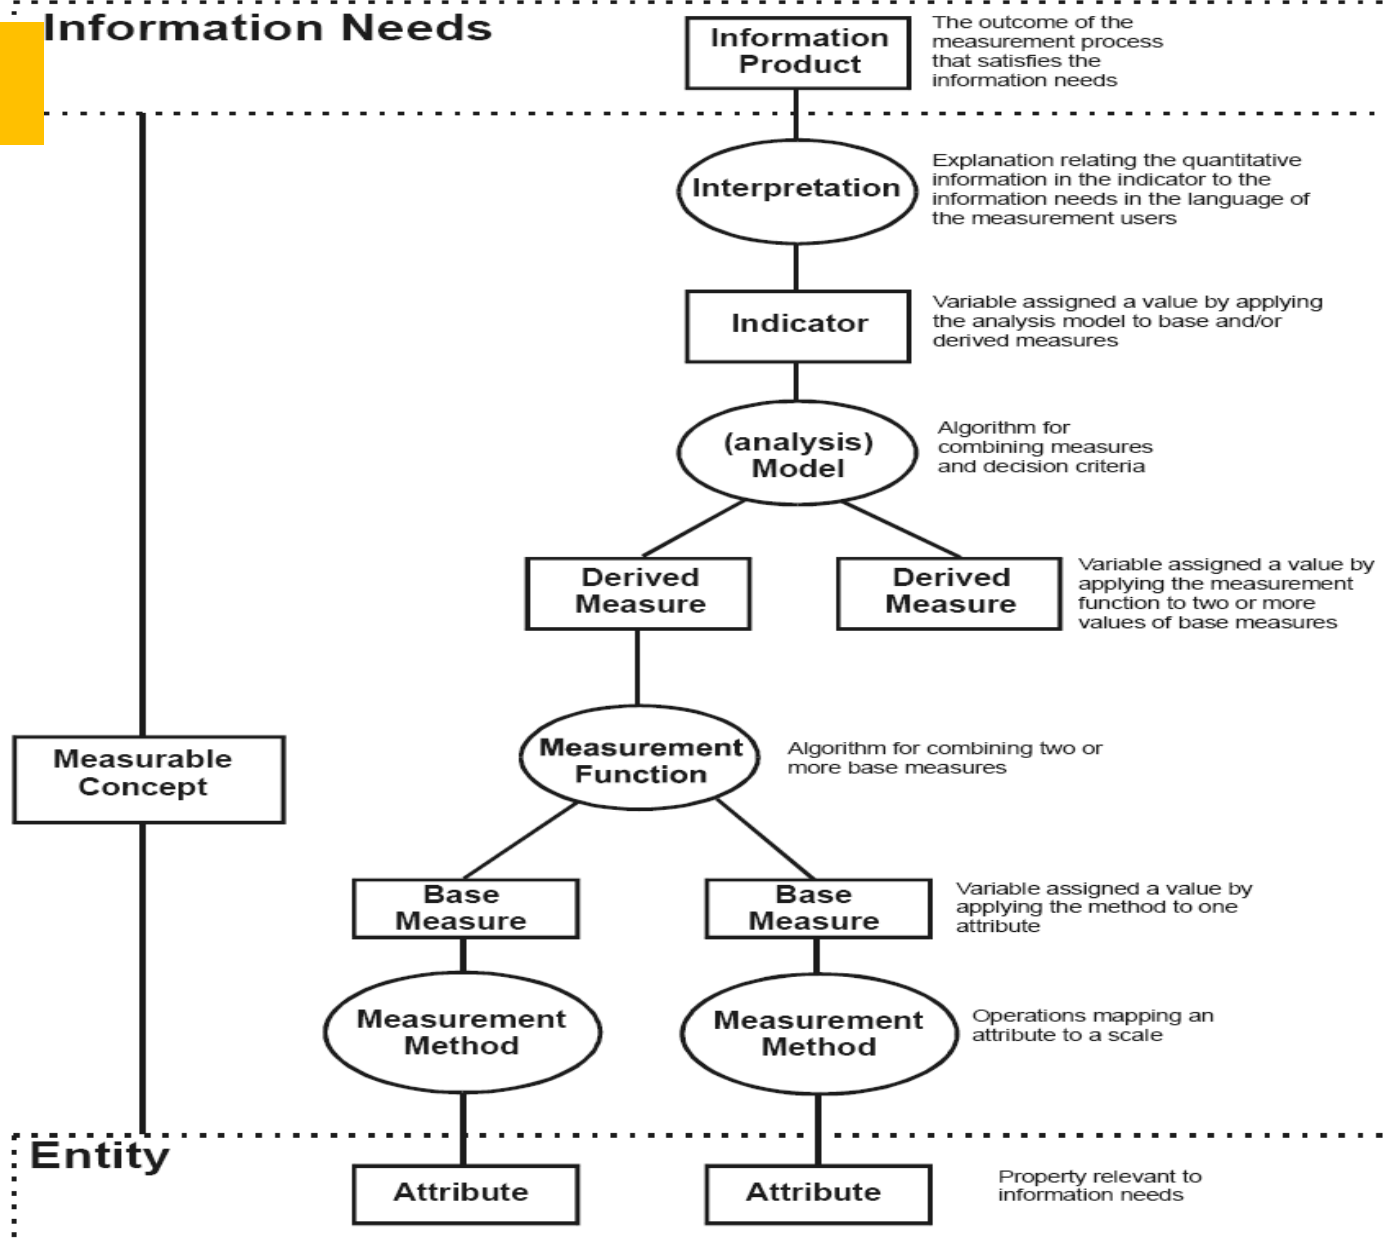 Information Needs
Information
Product
The outcome of the
measurement process
that satisfies the
information needs
Interpretation
Explanation relating the quantitative
information in the indicator to the
information needs in the language of
the measurement users
Indicator
Variable assigned a value by applying
the analysis model to base and/or
derived measures
(analysis)
Model
Algorithm for
combining measures
and decision criteria
Derived
Measure
Derived
Measure
Variable assigned a value by
applying the measurement
function to two or more
values of base measures
Measurable
Concept
Measurement
Function
Algorithm for combining two or
more base measures
Base
Measure
Base
Measure
Variable assigned a value by
applying the method to one
attribute
Measurement
Method
Measurement
Method
Operations mapping an
attribute to a scale
Entity
Attribute
Attribute
Property relevant to
information needs